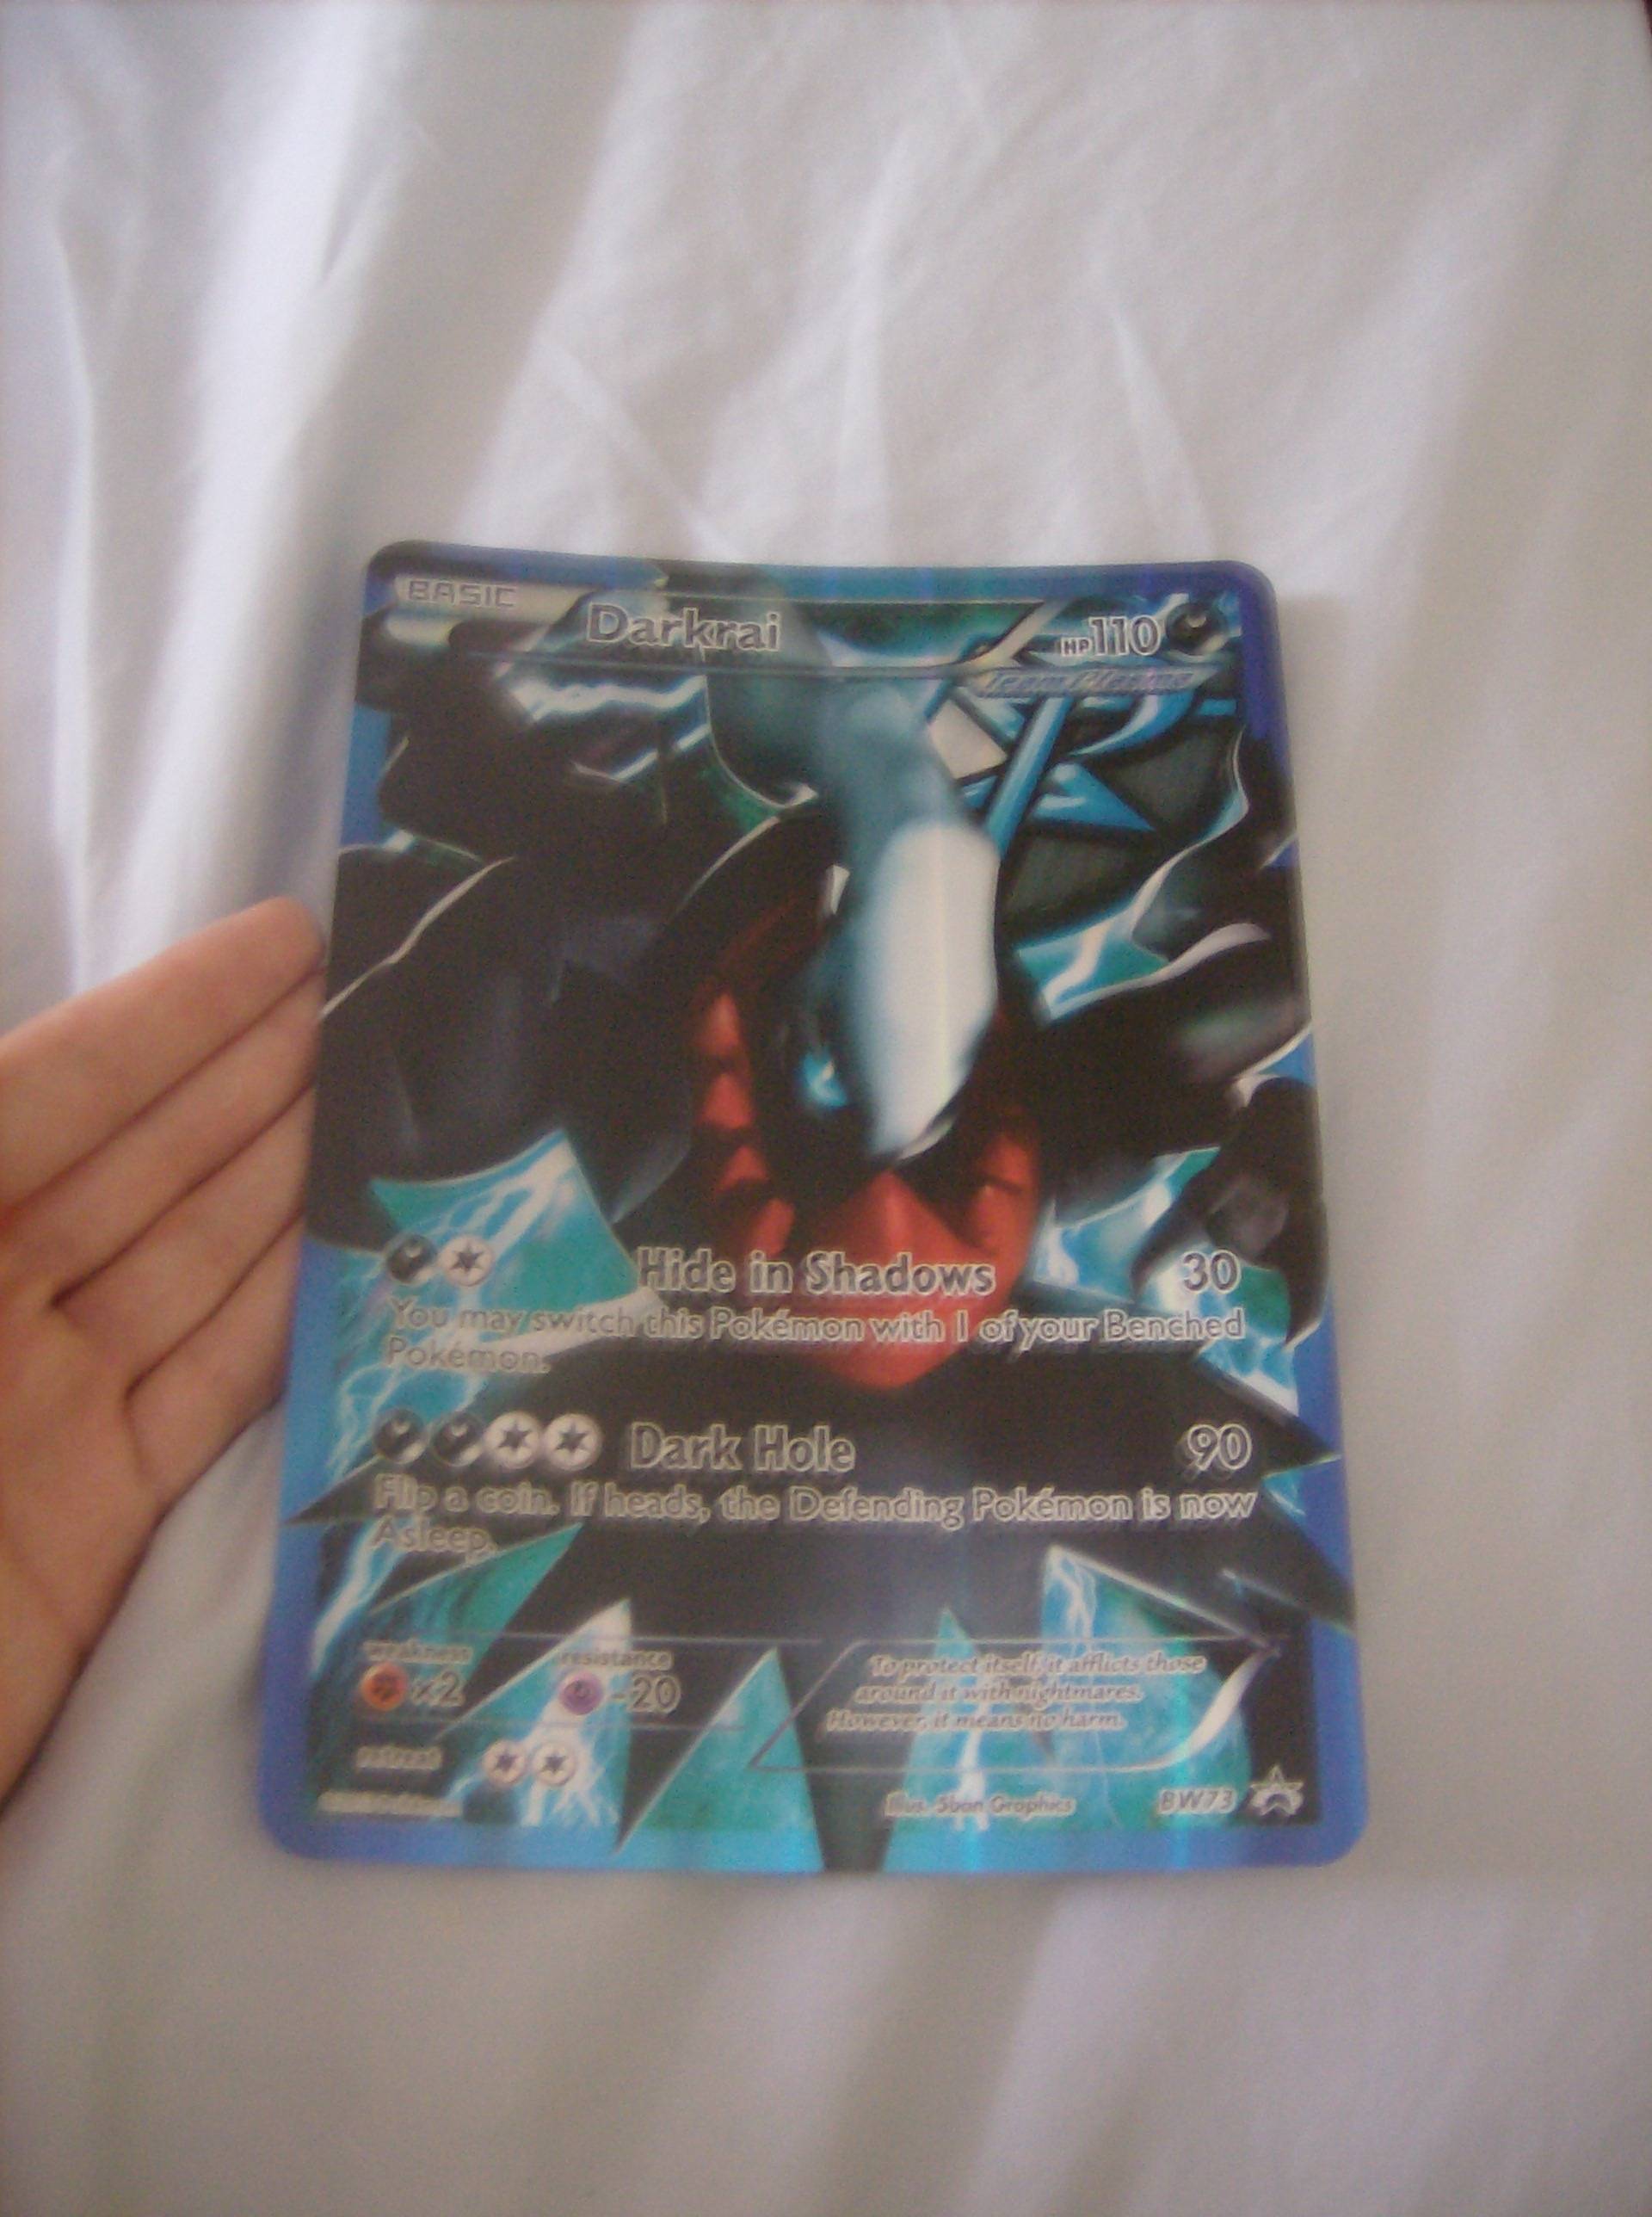 BASIC
Darkrai HP110
Team Plasma
Hide in Shadows 30
You may switch this Pokémon with 1 of your Benched
Pokémon.
Dark Hole 90
Flip a coin. If heads, the Defending Pokémon is now
Asleep.
weakness resistance
×2 -20
To protect itself, it afflicts those
around it with nightmares.
However, it means no harm.
retreat
Illus. 5ban Graphics BW73